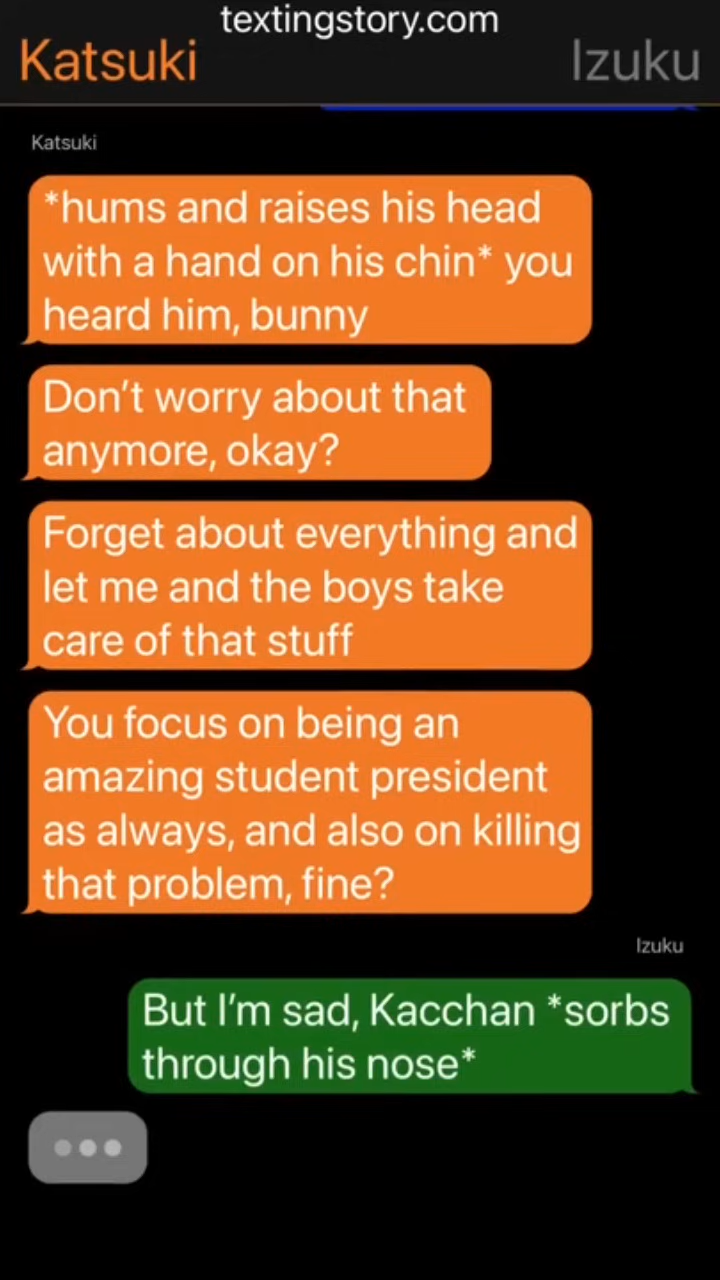 textingstory.com
Katsuki
Izuku
Katsuki
*hums and raises his head
with a hand on his chin* you
heard him, bunny
Don’t worry about that
anymore, okay?
Forget about everything and
let me and the boys take
care of that stuff
You focus on being an
amazing student president
as always, and also on killing
that problem, fine?
Izuku
But I’m sad, Kacchan *sorbs
through his nose*